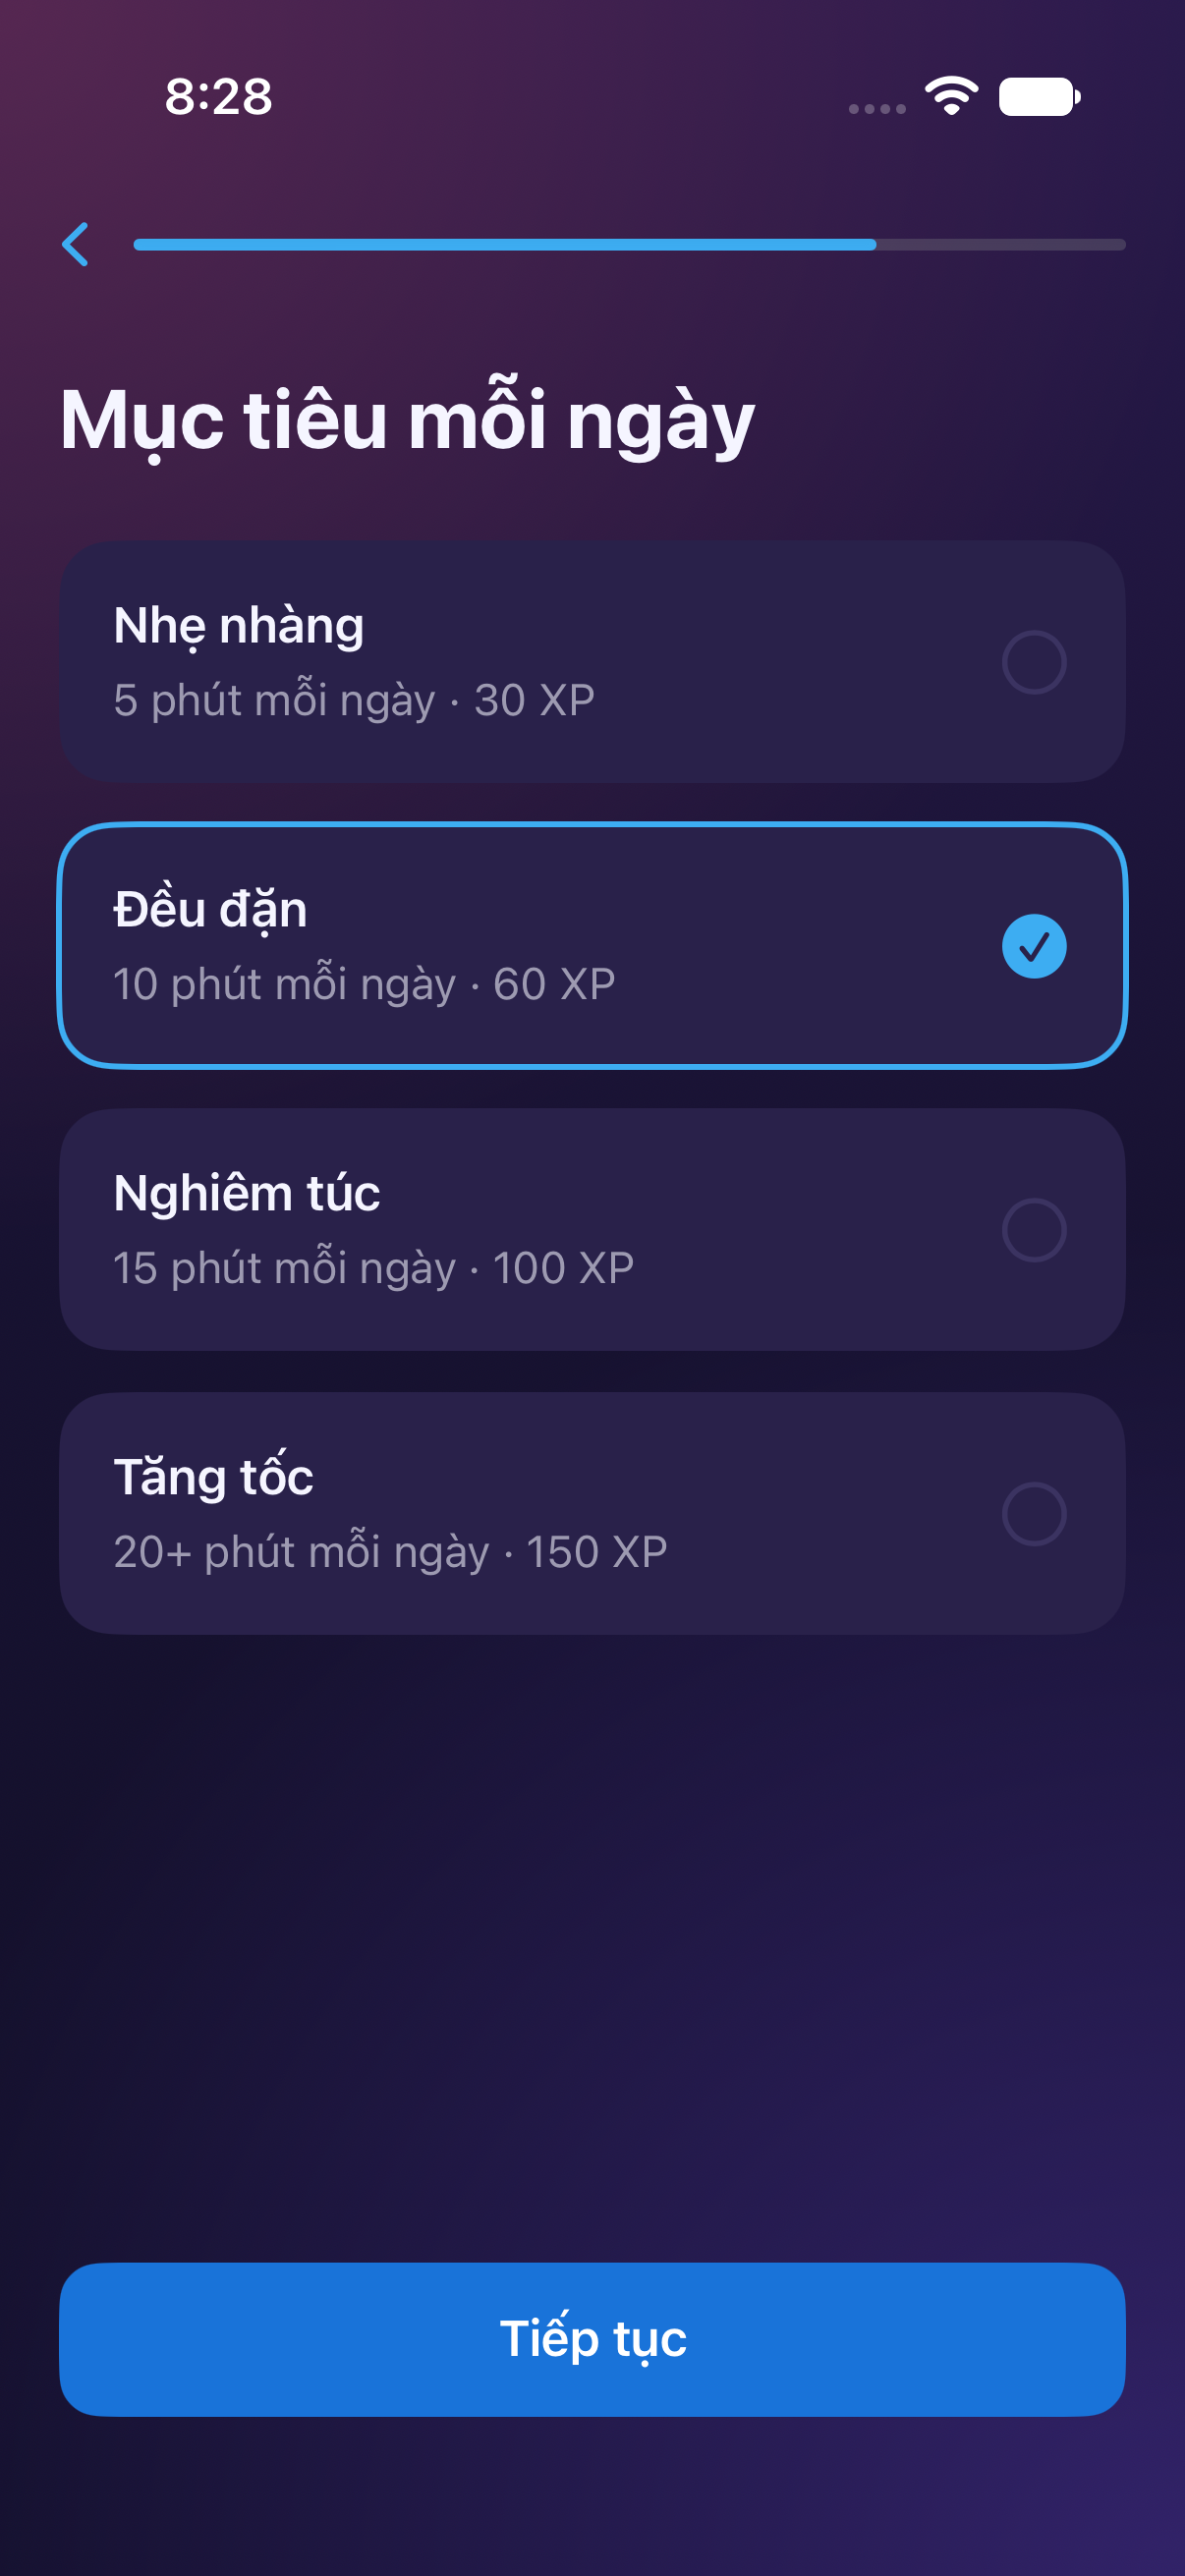 8:28
Mục tiêu mỗi ngày
Nhẹ nhàng
5 phút mỗi ngày · 30 XP
Đều đặn
10 phút mỗi ngày · 60 XP
Nghiêm túc
15 phút mỗi ngày · 100 XP
Tăng tốc
20+ phút mỗi ngày · 150 XP
Tiếp tục